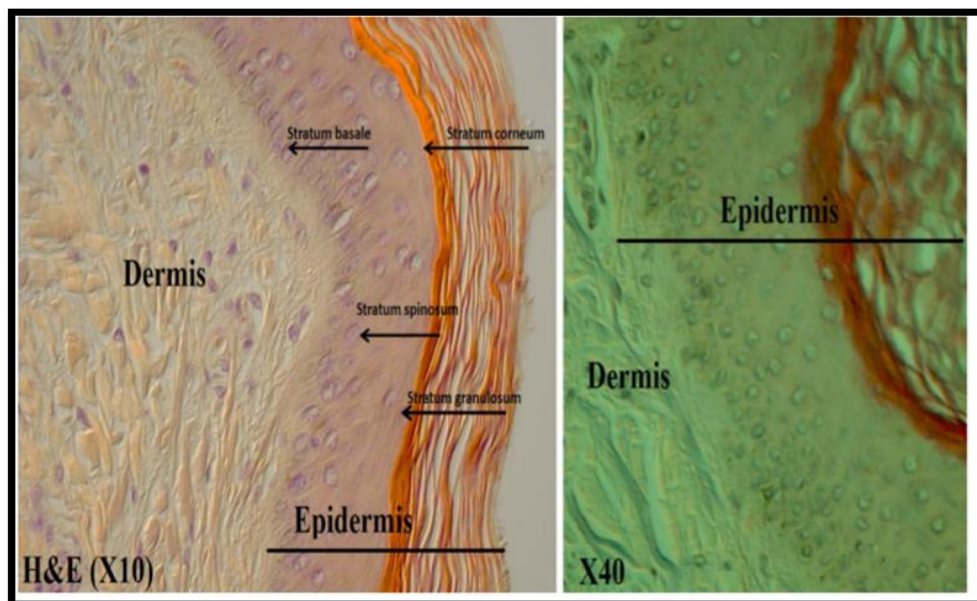 Stratum basale
Stratum corneum
Dermis
Stratum spinosum
Stratum granulosum
Epidermis
H&E (X10)
Epidermis
Dermis
X40